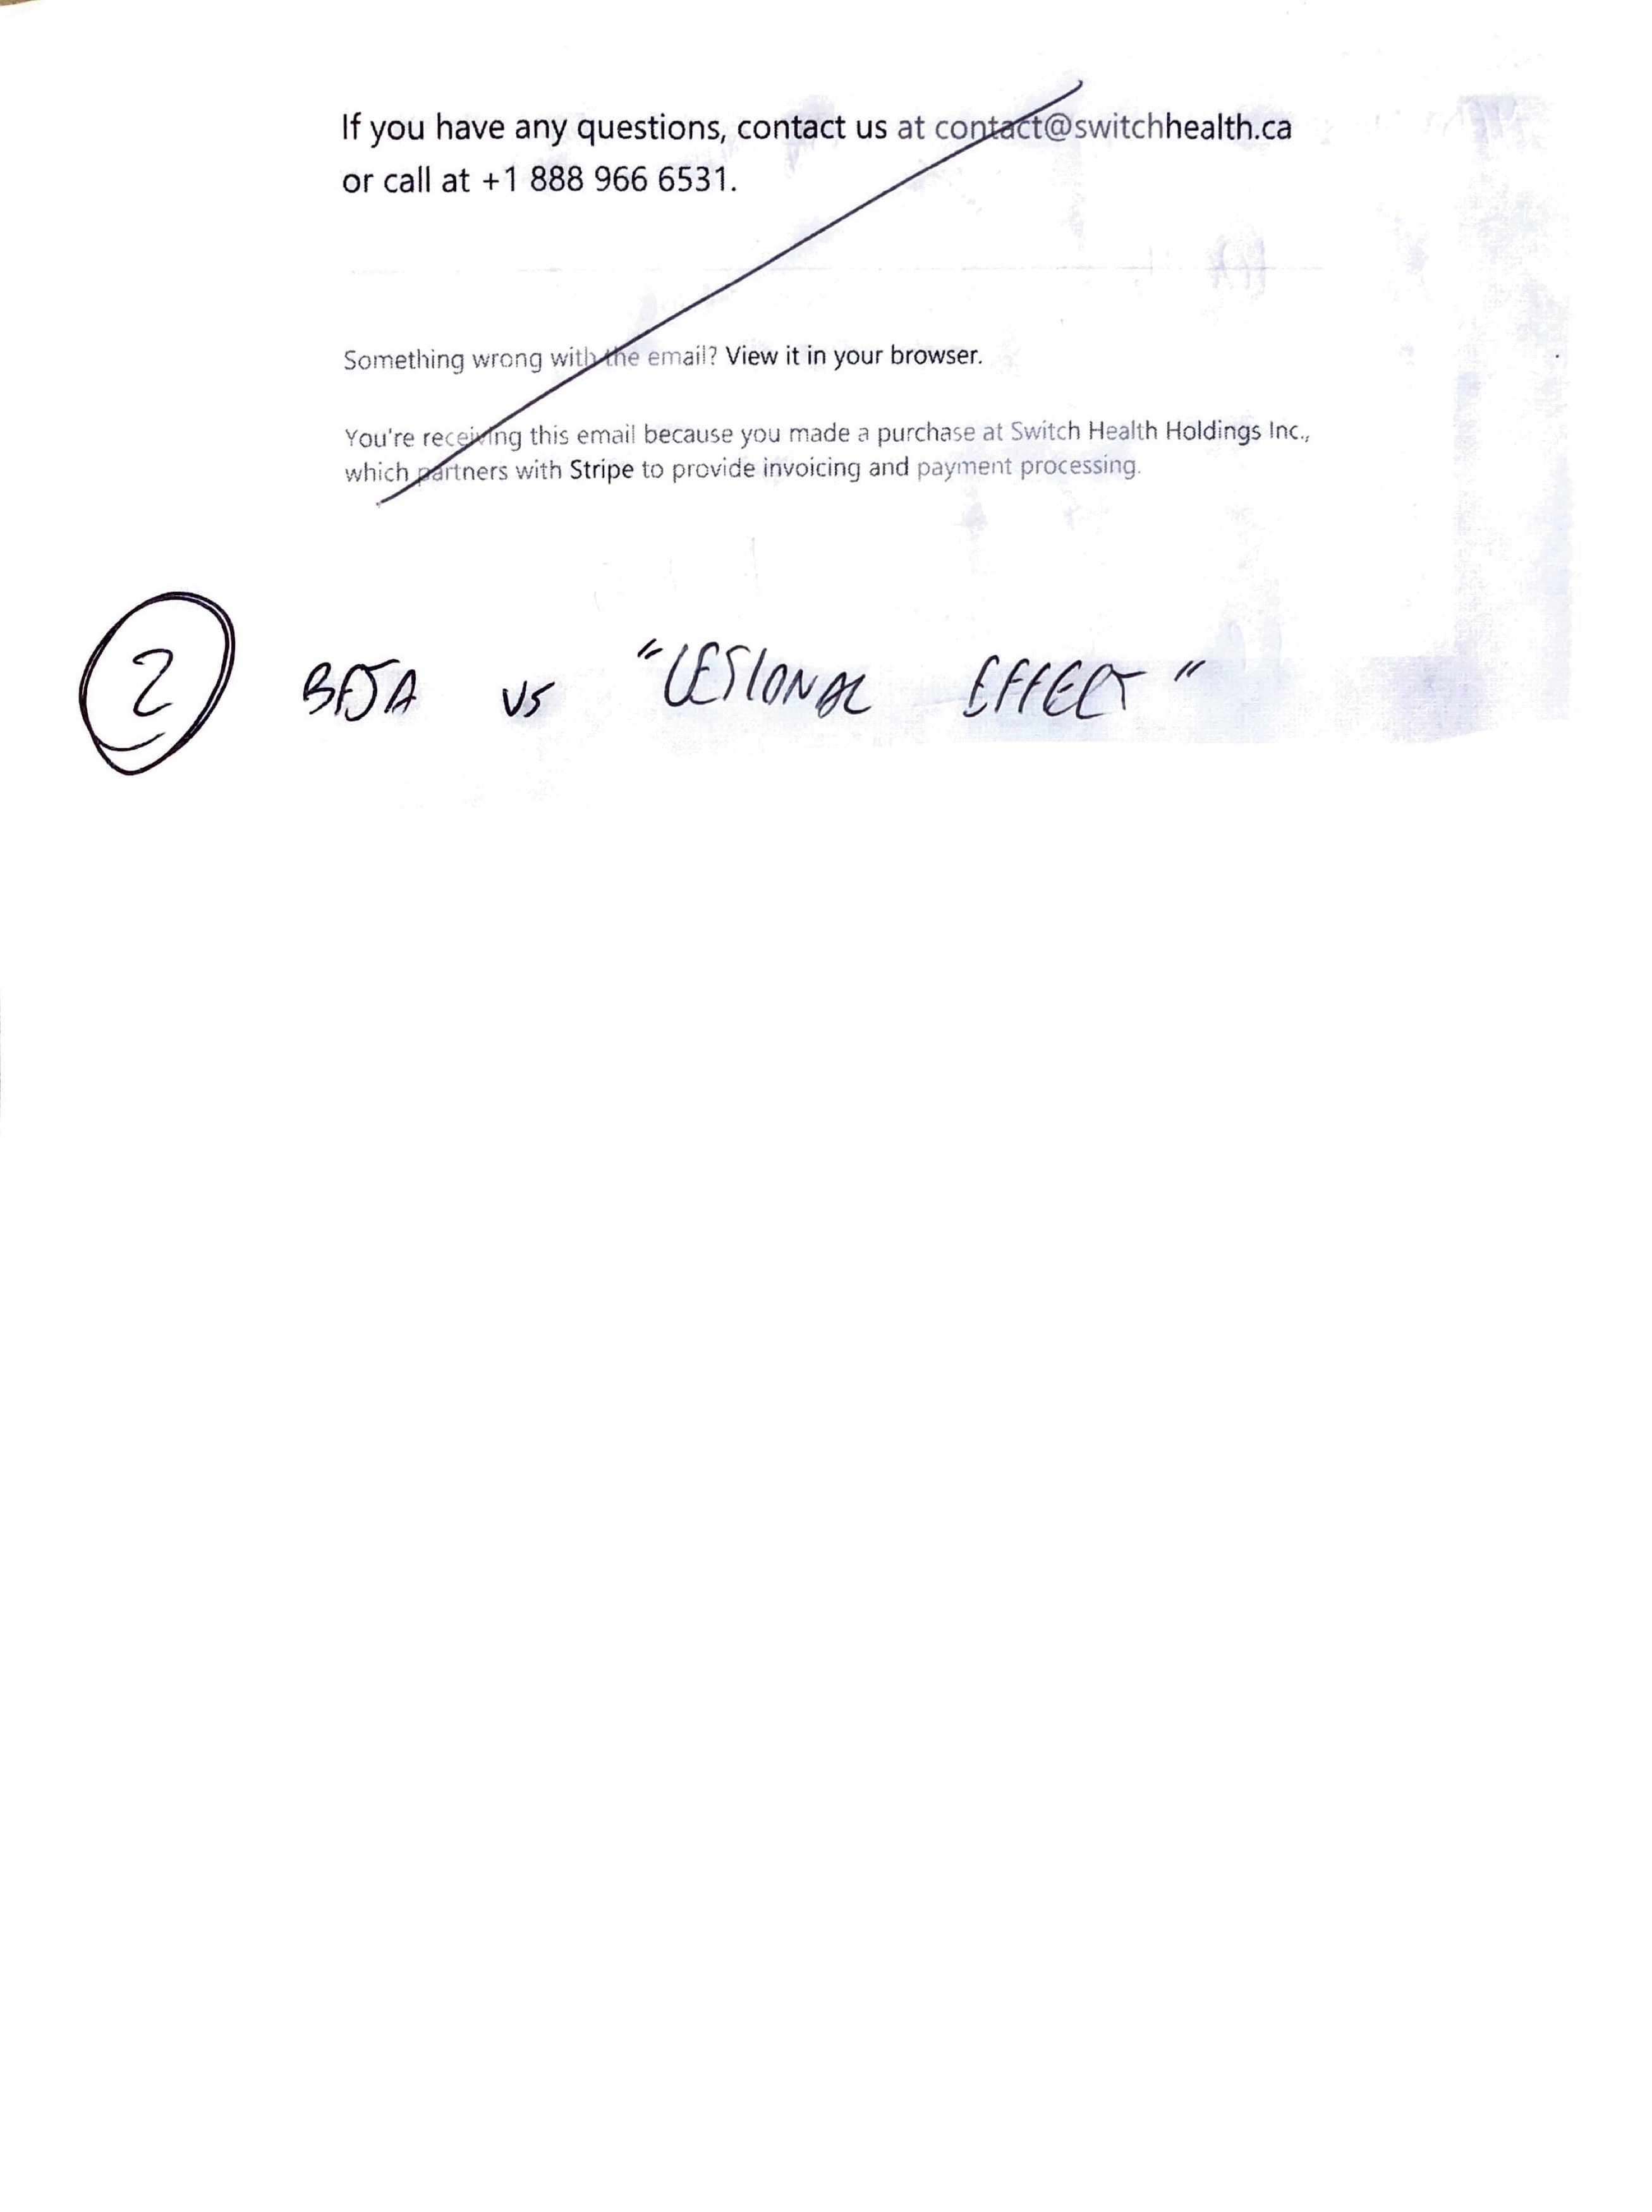 If you have any questions, contact us at contact@switchhealth.ca
or call at +1 888 966 6531.
Something wrong with the email? View it in your browser.
You're receiving this email because you made a purchase at Switch Health Holdings Inc.,
which partners with Stripe to provide invoicing and payment processing.
2 BETA vs "LESIONAL EFFECT"